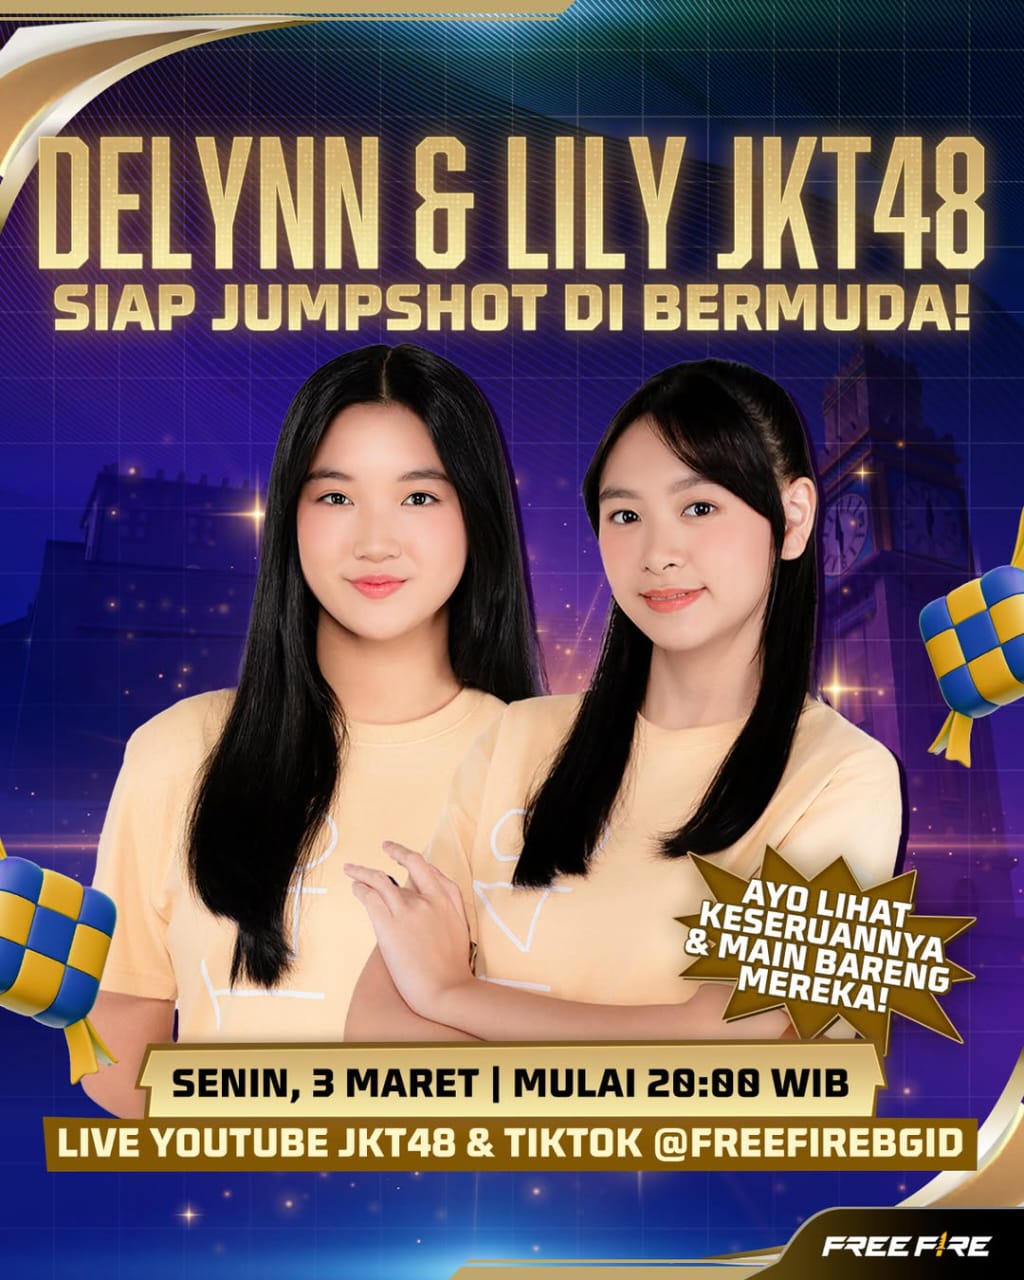 DELYNN & LILY JKT48
SIAP JUMPSHOT DI BERMUDA!
AYO LIHAT
KESERUANNYA
& MAIN BARENG
MEREKA!
SENIN, 3 MARET | MULAI 20:00 WIB
LIVE YOUTUBE JKT48 & TIKTOK @FREEFIREBGID
FREE FIRE